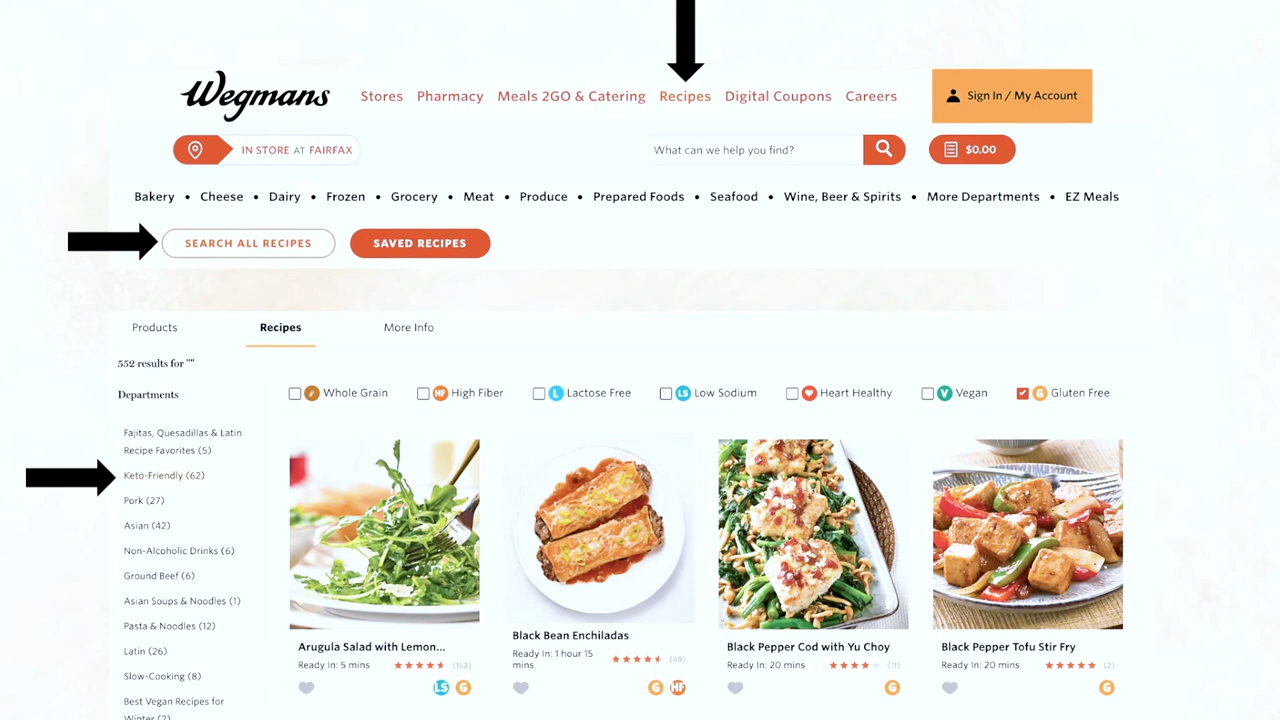 Wegmans
Stores Pharmacy Meals 2GO & Catering Recipes Digital Coupons Careers
Sign In / My Account
IN STORE AT FAIRFAX
What can we help you find?
$0.00
Bakery • Cheese • Dairy • Frozen • Grocery • Meat • Produce • Prepared Foods • Seafood • Wine, Beer & Spirits • More Departments • EZ Meals
SEARCH ALL RECIPES
SAVED RECIPES
Products Recipes More Info
552 results for ""
Departments
Whole Grain HF High Fiber L Lactose Free LS Low Sodium Heart Healthy V Vegan G Gluten Free
Fajitas, Quesadillas & Latin
Recipe Favorites (5)
Keto-Friendly (62)
Pork (27)
Asian (42)
Non-Alcoholic Drinks (6)
Ground Beef (6)
Asian Soups & Noodles (1)
Pasta & Noodles (12)
Latin (26)
Slow-Cooking (8)
Best Vegan Recipes for
Winter (2)
Arugula Salad with Lemon...
Ready In: 5 mins (153)
LS G
Black Bean Enchiladas
Ready In: 1 hour 15
mins (49)
G HF
Black Pepper Cod with Yu Choy
Ready In: 20 mins (11)
G
Black Pepper Tofu Stir Fry
Ready In: 20 mins (2)
G